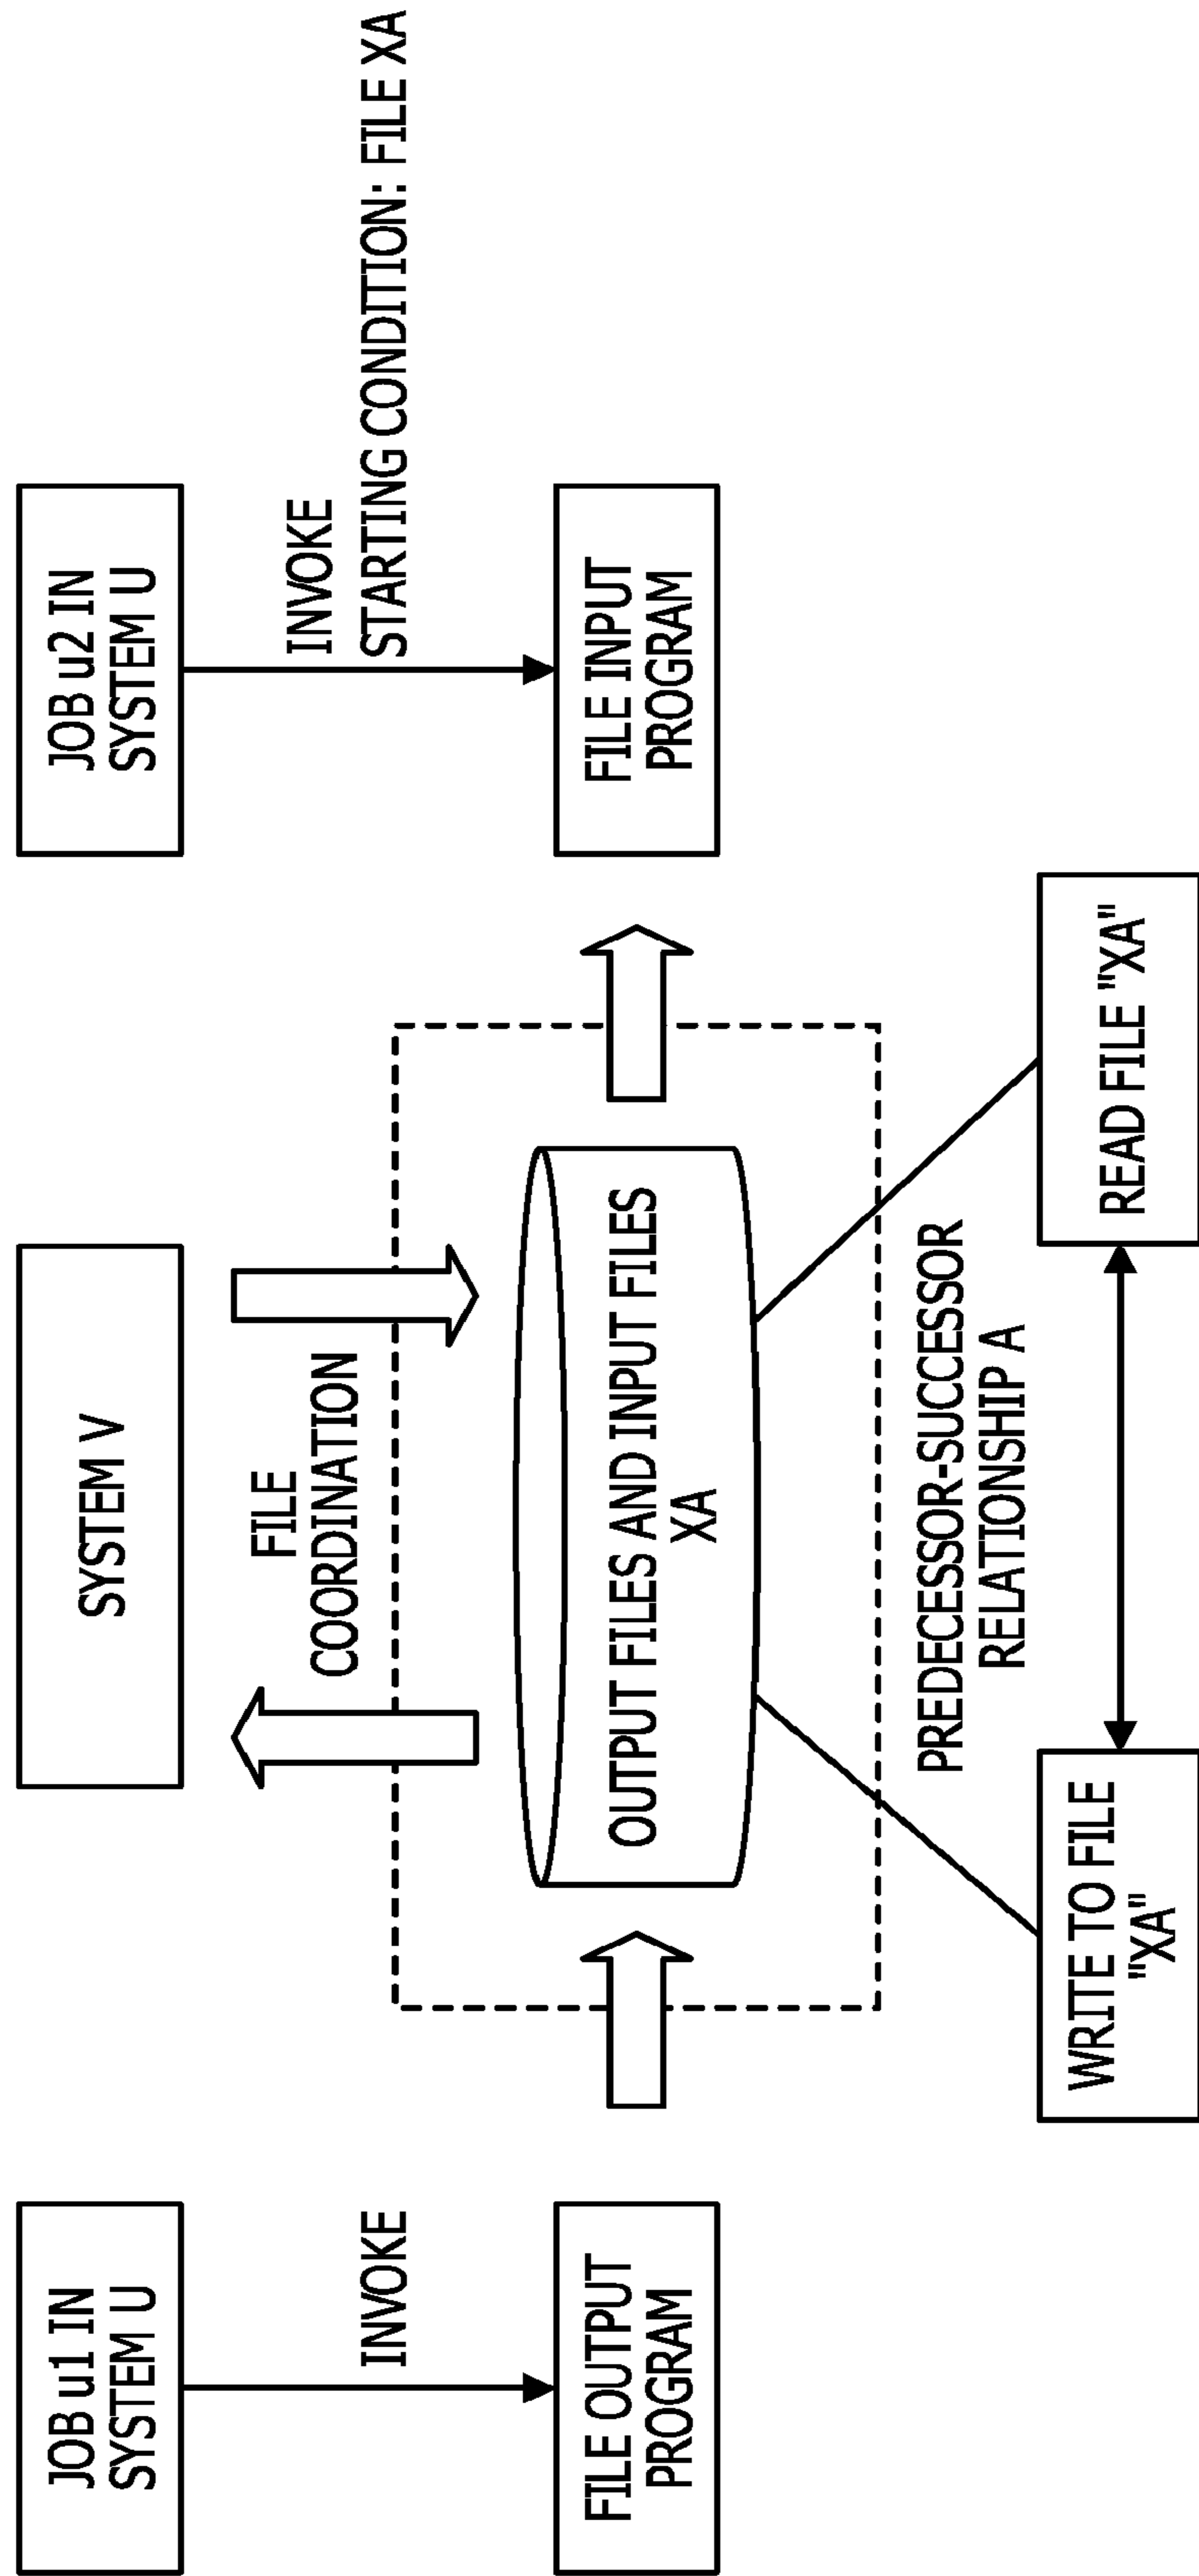 JOB u1 IN
SYSTEM U
SYSTEM V
JOB u2 IN
SYSTEM U
INVOKE
FILE
COORDINATION
INVOKE
STARTING CONDITION: FILE XA
FILE OUTPUT
PROGRAM
OUTPUT FILES AND INPUT FILES
XA
FILE INPUT
PROGRAM
PREDECESSOR-SUCCESSOR
RELATIONSHIP A
WRITE TO FILE
"XA"
READ FILE "XA"